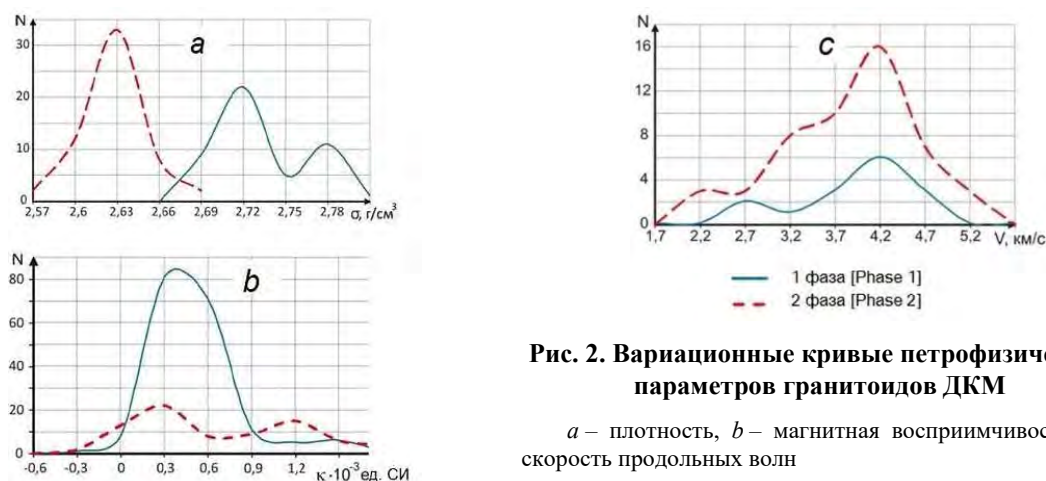 N
a
30
20
10
0
2,57 2,6 2,63 2,66 2,69 2,72 2,75 2,78 σ, г/см³
N
b
80
60
40
20
0
-0,6 -0,3 0 0,3 0,6 0,9 1,2 κ·10⁻³ ед. СИ
N
c
16
12
8
4
0
1,7 2,2 2,7 3,2 3,7 4,2 4,7 5,2 V, км/с
1 фаза [Phase 1]
2 фаза [Phase 2]
Рис. 2. Вариационные кривые петрофизиче
параметров гранитоидов ДКМ
a – плотность, b – магнитная восприимчивос
скорость продольных волн